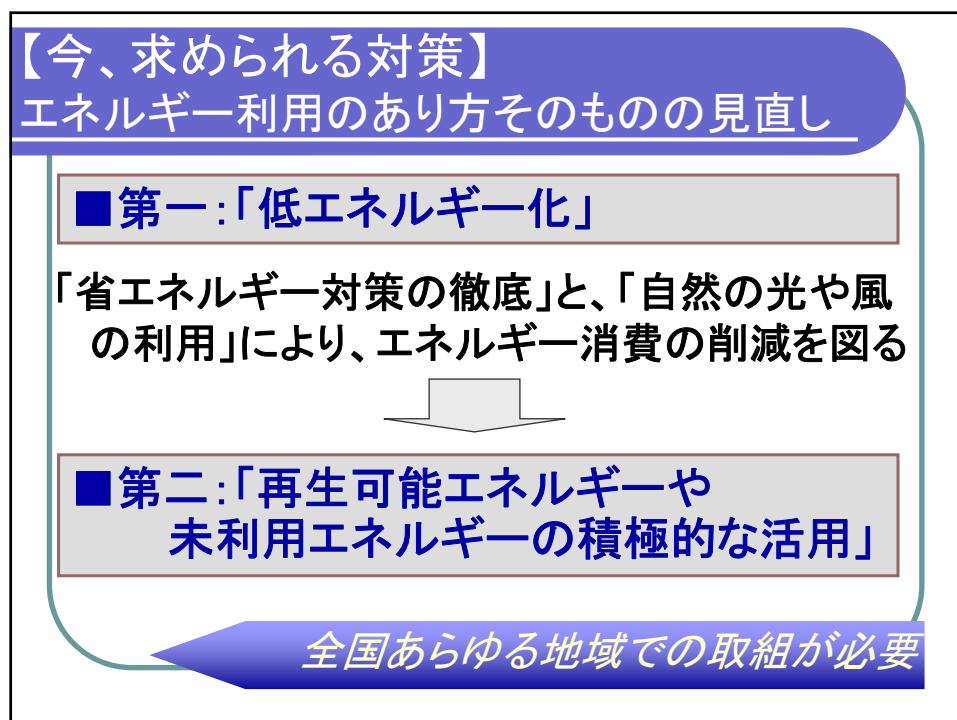 【今、求められる対策】
エネルギー利用のあり方そのものの見直し
■第一：「低エネルギー化」
「省エネルギー対策の徹底」と、「自然の光や風
の利用」により、エネルギー消費の削減を図る
■第二：「再生可能エネルギーや
未利用エネルギーの積極的な活用」
全国あらゆる地域での取組が必要